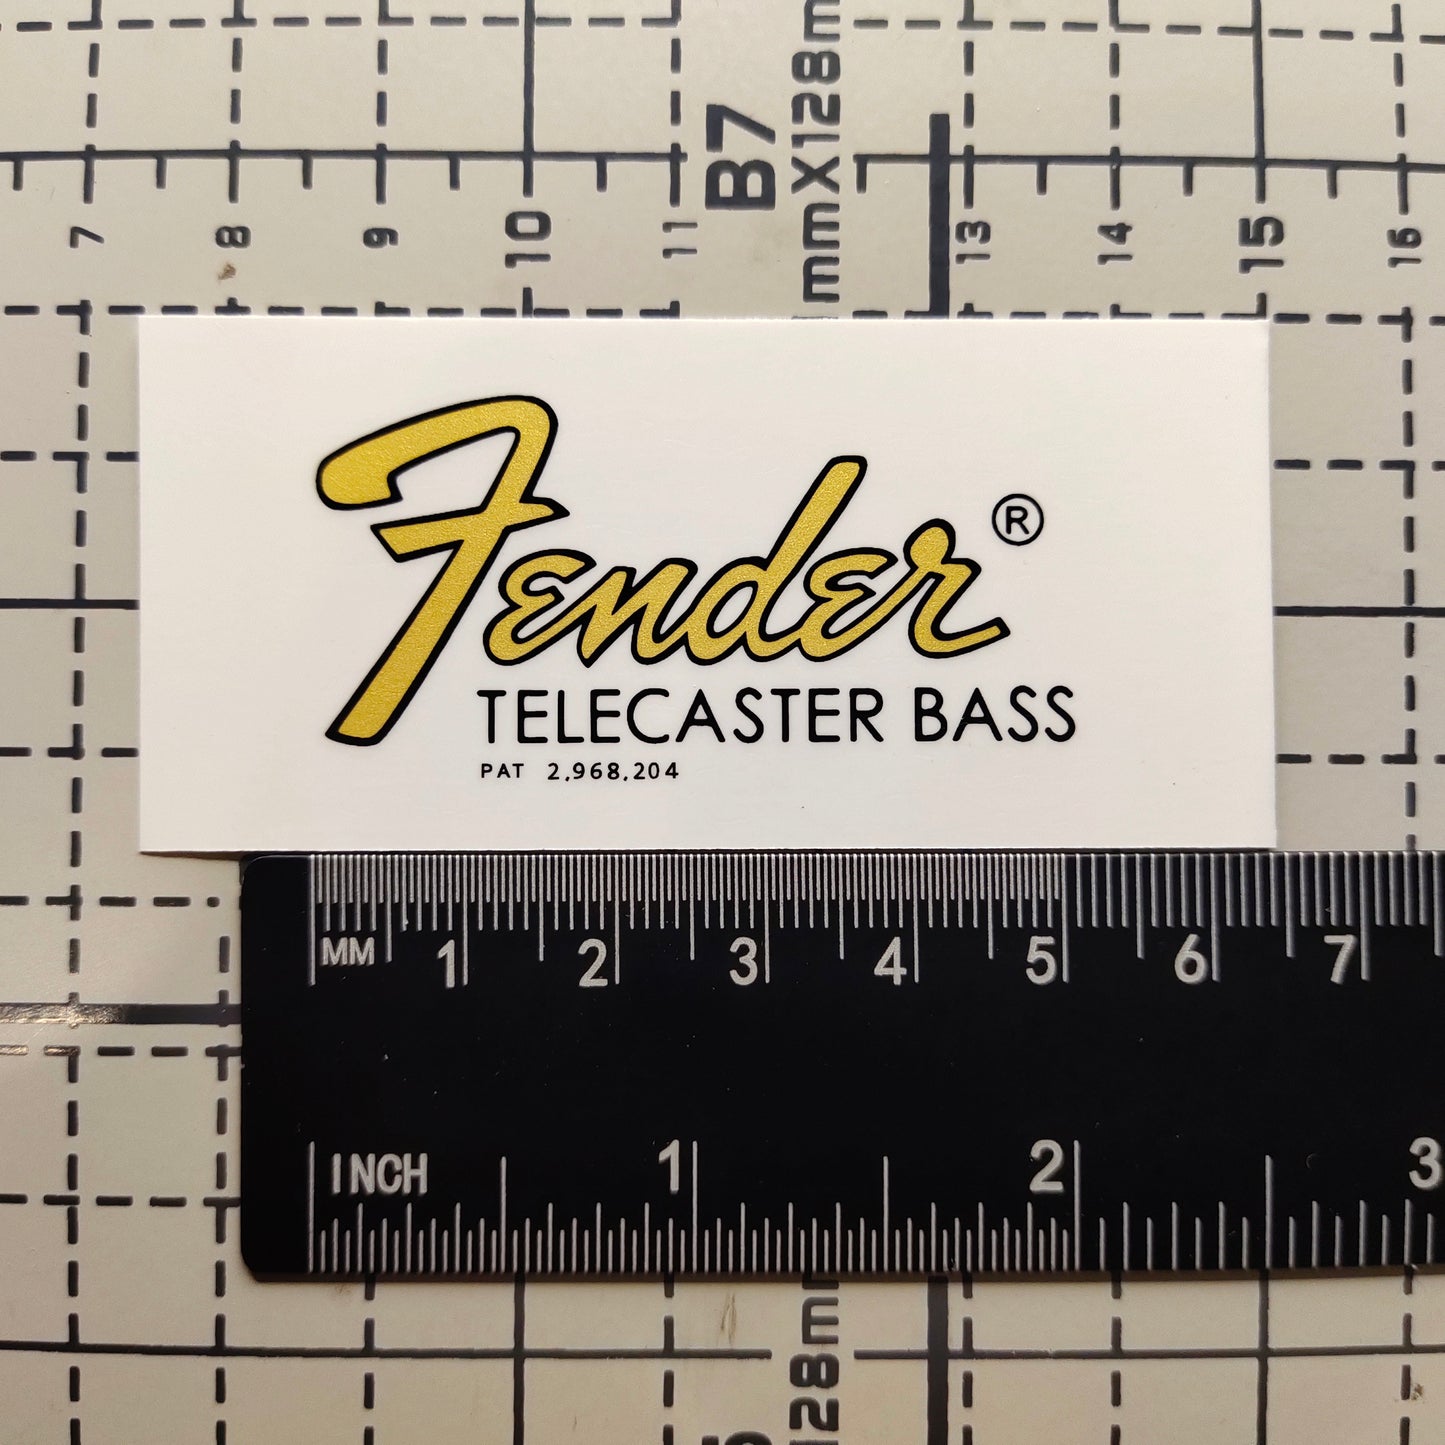 7 8 9 10 11 13 14 15 16
B7
mmX128m
Fender®
TELECASTER BASS
PAT 2,968,204
MM 1 2 3 4 5 6 7
INCH 1 2 3
128m